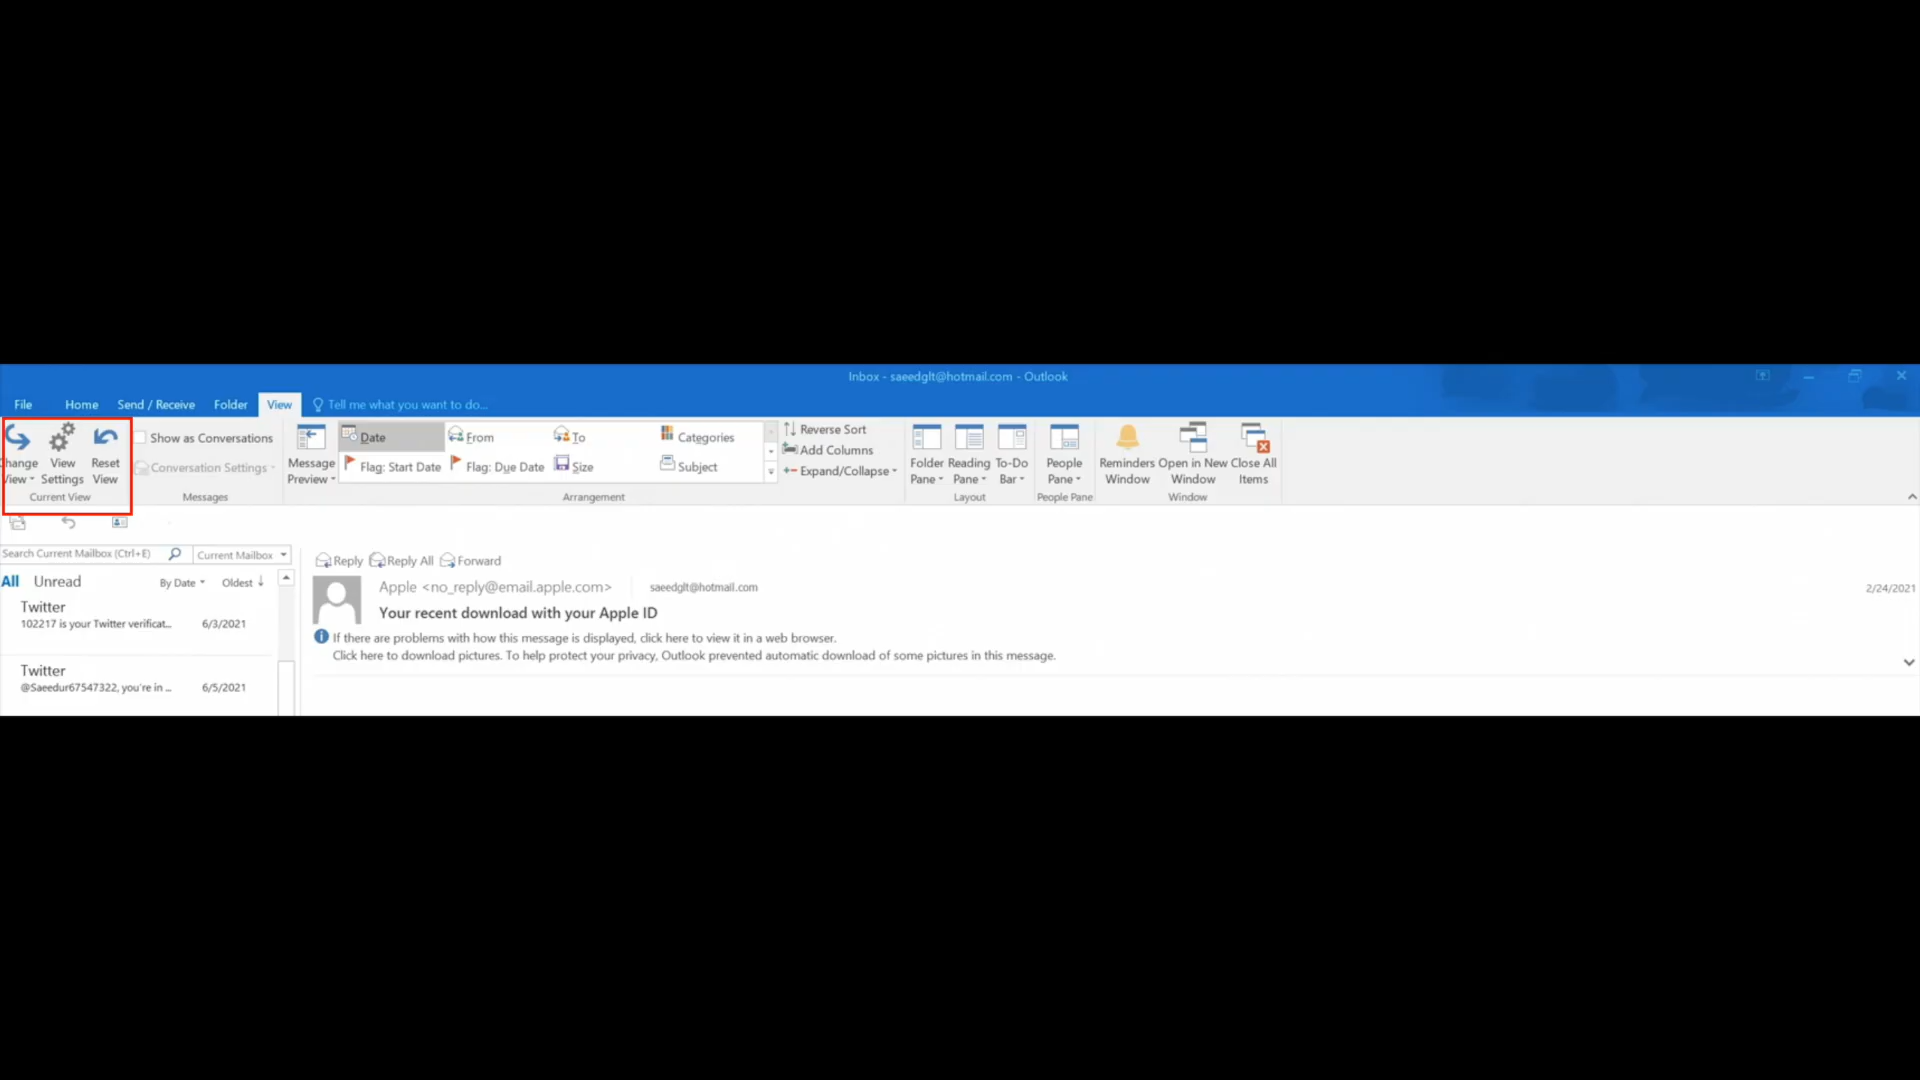 Inbox - saeedglt@hotmail.com - Outlook
File Home Send / Receive Folder View Tell me what you want to do...
Show as Conversations Date From To Categories Reverse Sort
Add Columns
View Reset Message Flag: Start Date Flag: Due Date Size Subject Expand/Collapse Folder Reading To-Do People Reminders Open in New Close All
Settings View Conversation Settings Preview Pane Pane Bar Pane Window Window Items
Current View Messages Arrangement Layout People Pane Window
Search Current Mailbox (Ctrl+E) Current Mailbox
Reply Reply All Forward
All Unread By Date Oldest
Apple <no_reply@email.apple.com> saeedglt@hotmail.com 2/24/2021
Your recent download with your Apple ID
If there are problems with how this message is displayed, click here to view it in a web browser.
Click here to download pictures. To help protect your privacy, Outlook prevented automatic download of some pictures in this message.
Twitter
102217 is your Twitter verificat... 6/3/2021
Twitter
@Saeedur67547322, you're in ... 6/5/2021